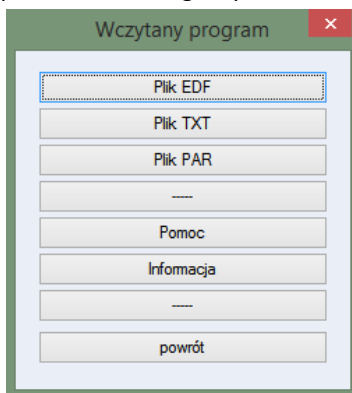 Wczytany program
Plik EDF
Plik TXT
Plik PAR
-----
Pomoc
Informacja
-----
powrót